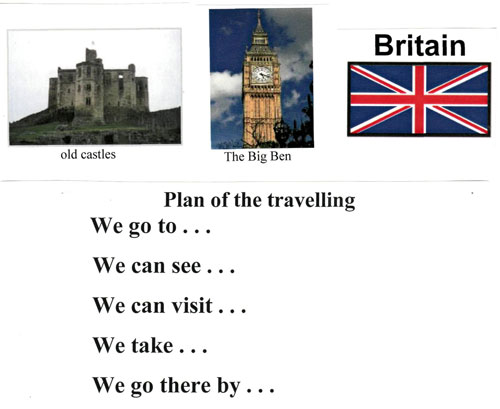 Britain
old castles
The Big Ben
Plan of the travelling
We go to . . .
We can see . . .
We can visit . . .
We take . . .
We go there by . . .